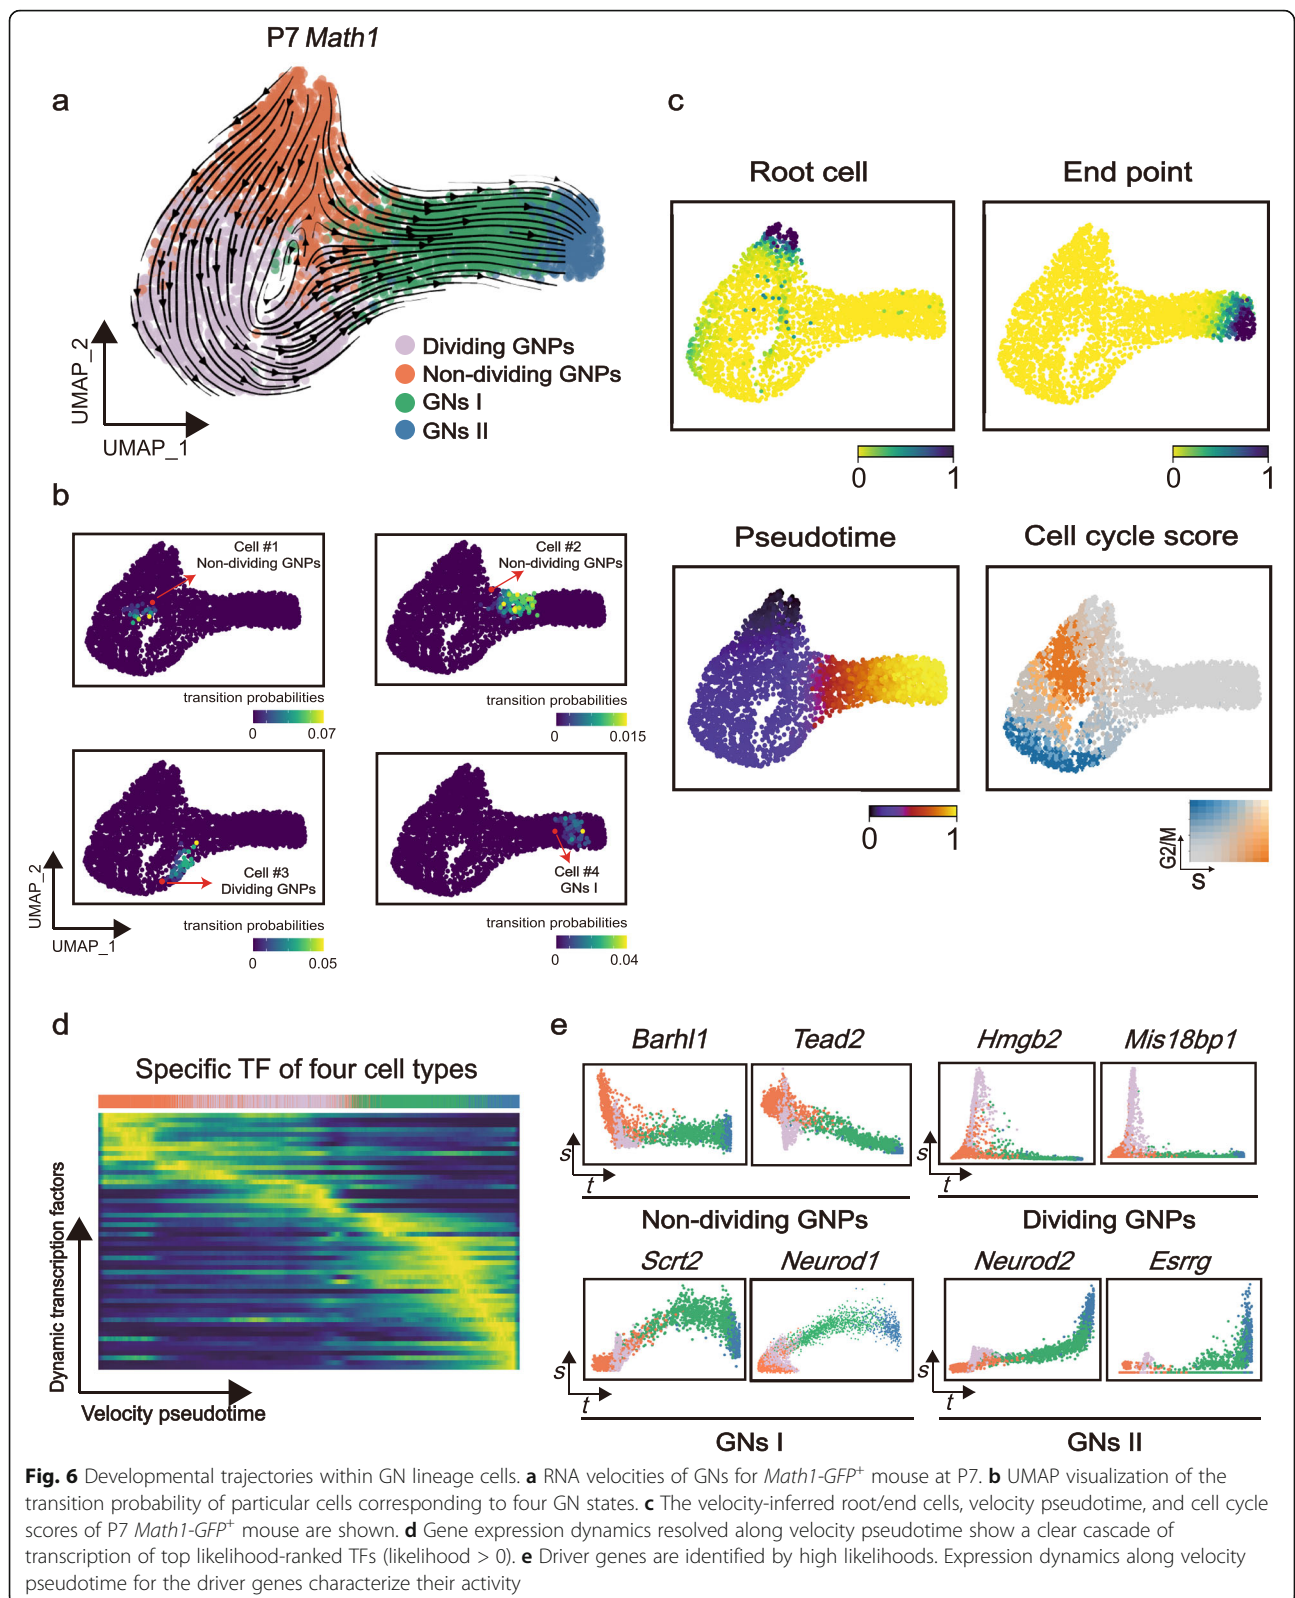 P7 Math1
a
UMAP_2
UMAP_1
Dividing GNPs
Non-dividing GNPs
GNs I
GNs II
b
Cell #1
Non-dividing GNPs
transition probabilities
0 0.07
Cell #2
Non-dividing GNPs
transition probabilities
0 0.015
Cell #3
Dividing GNPs
transition probabilities
0 0.05
Cell #4
GNs I
transition probabilities
0 0.04
UMAP_2
UMAP_1
c
Root cell
0 1
End point
0 1
Pseudotime
0 1
Cell cycle score
G2/M
S
d
Specific TF of four cell types
Dynamic transcription factors
Velocity pseudotime
e
Barhl1 Tead2
s
t
Non-dividing GNPs
Hmgb2 Mis18bp1
s
t
Dividing GNPs
Scrt2 Neurod1
s
t
GNs I
Neurod2 Esrrg
s
t
GNs II
Fig. 6 Developmental trajectories within GN lineage cells. a RNA velocities of GNs for Math1-GFP+ mouse at P7. b UMAP visualization of the
transition probability of particular cells corresponding to four GN states. c The velocity-inferred root/end cells, velocity pseudotime, and cell cycle
scores of P7 Math1-GFP+ mouse are shown. d Gene expression dynamics resolved along velocity pseudotime show a clear cascade of
transcription of top likelihood-ranked TFs (likelihood > 0). e Driver genes are identified by high likelihoods. Expression dynamics along velocity
pseudotime for the driver genes characterize their activity